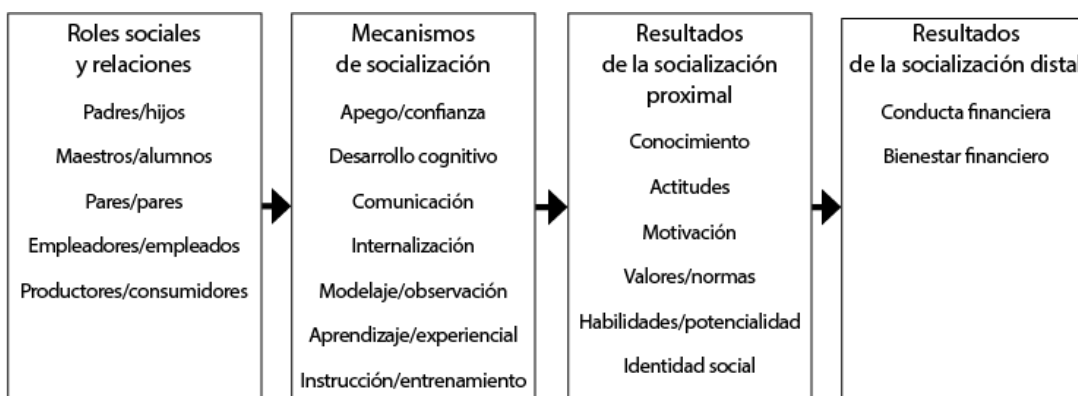 Roles sociales
y relaciones
Padres/hijos
Maestros/alumnos
Pares/pares
Empleadores/empleados
Productores/consumidores
Mecanismos
de socialización
Apego/confianza
Desarrollo cognitivo
Comunicación
Internalización
Modelaje/observación
Aprendizaje/experiencial
Instrucción/entrenamiento
Resultados
de la socialización
proximal
Conocimiento
Actitudes
Motivación
Valores/normas
Habilidades/potencialidad
Identidad social
Resultados
de la socialización distal
Conducta financiera
Bienestar financiero